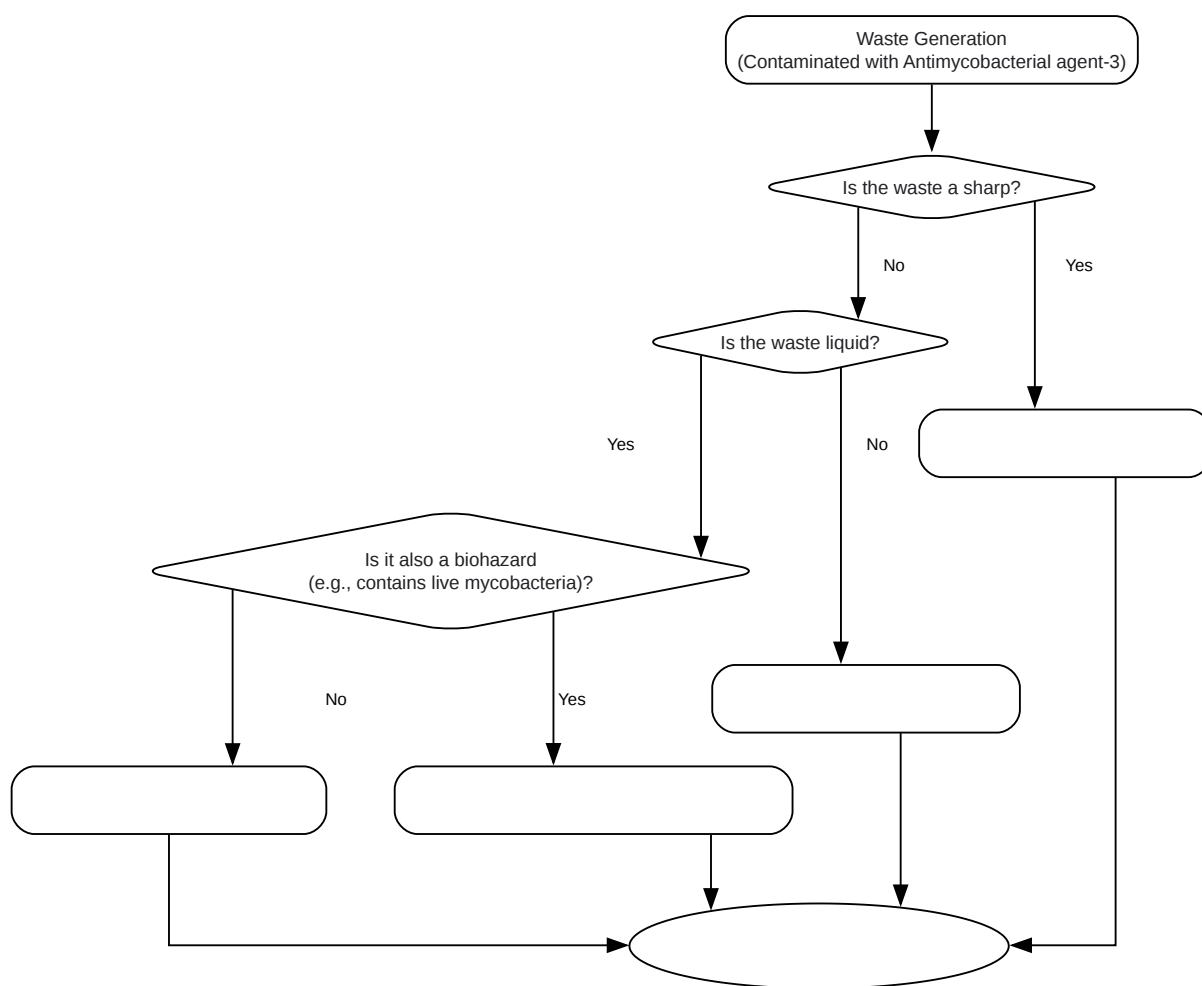 Waste Generation
(Contaminated with Antimycobacterial agent-3)
Is the waste a sharp?
No
Yes
Is the waste liquid?
Yes
No
Is it also a biohazard
(e.g., contains live mycobacteria)?
No
Yes